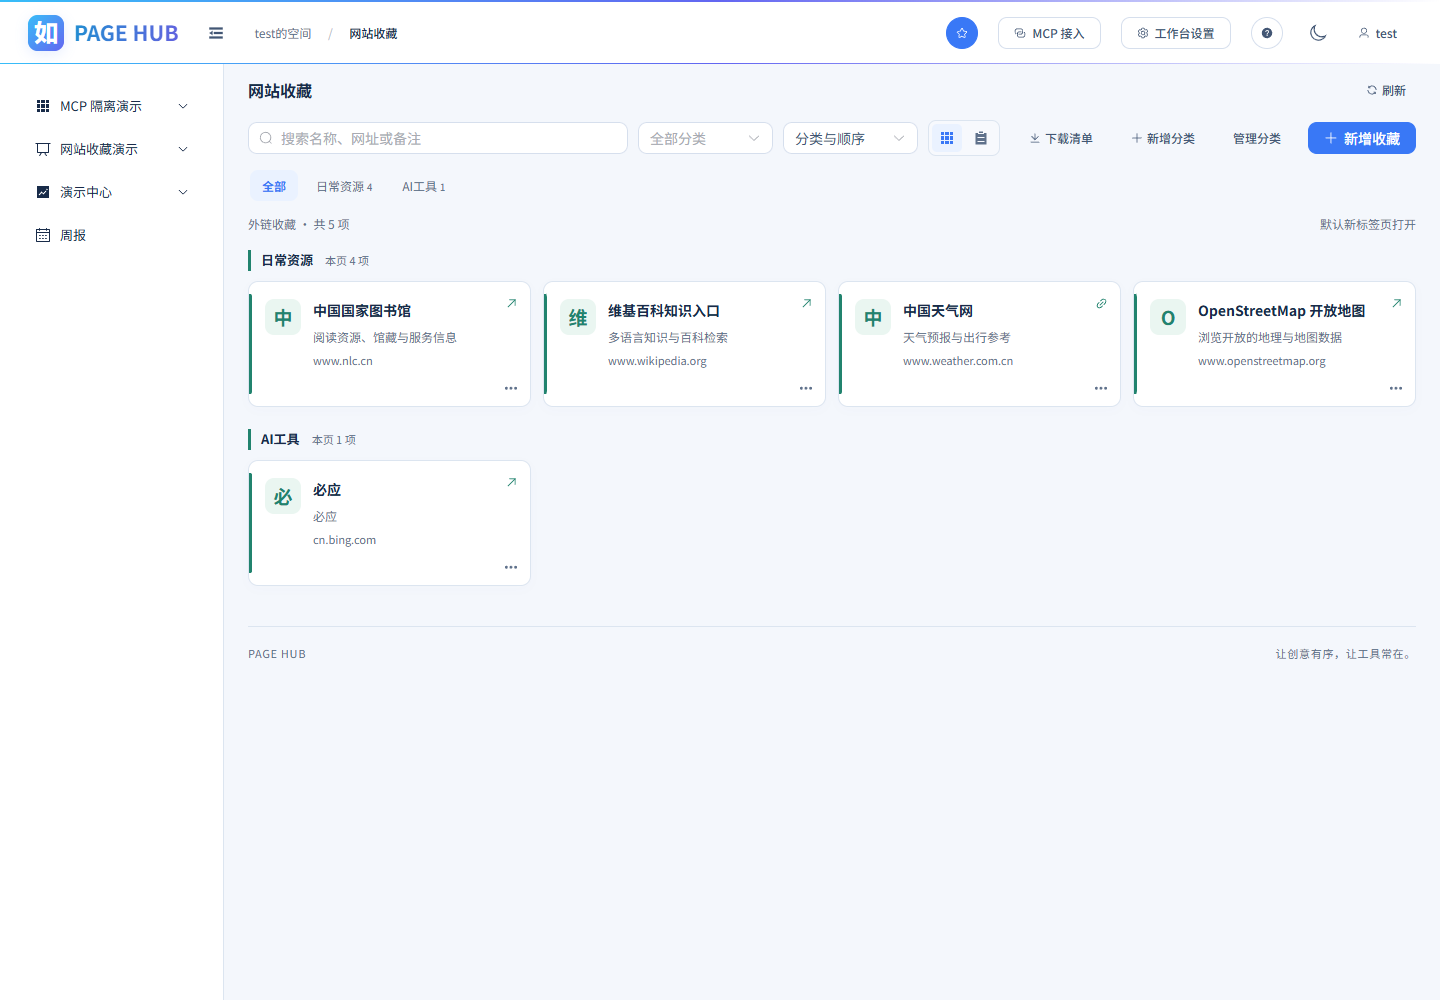 如 PAGE HUB
test的空间 / 网站收藏
MCP 接入
工作台设置
test
MCP 隔离演示
网站收藏演示
演示中心
周报
网站收藏
刷新
搜索名称、网址或备注
全部分类
分类与顺序
下载清单
新增分类
管理分类
新增收藏
全部
日常资源 4
AI工具 1
外链收藏 · 共 5 项
默认新标签页打开
日常资源 本页 4 项
中
中国国家图书馆
阅读资源、馆藏与服务信息
www.nlc.cn
维
维基百科知识入口
多语言知识与百科检索
www.wikipedia.org
中
中国天气网
天气预报与出行参考
www.weather.com.cn
O
OpenStreetMap 开放地图
浏览开放的地理与地图数据
www.openstreetmap.org
AI工具 本页 1 项
必
必应
必应
cn.bing.com
PAGE HUB
让创意有序，让工具常在。